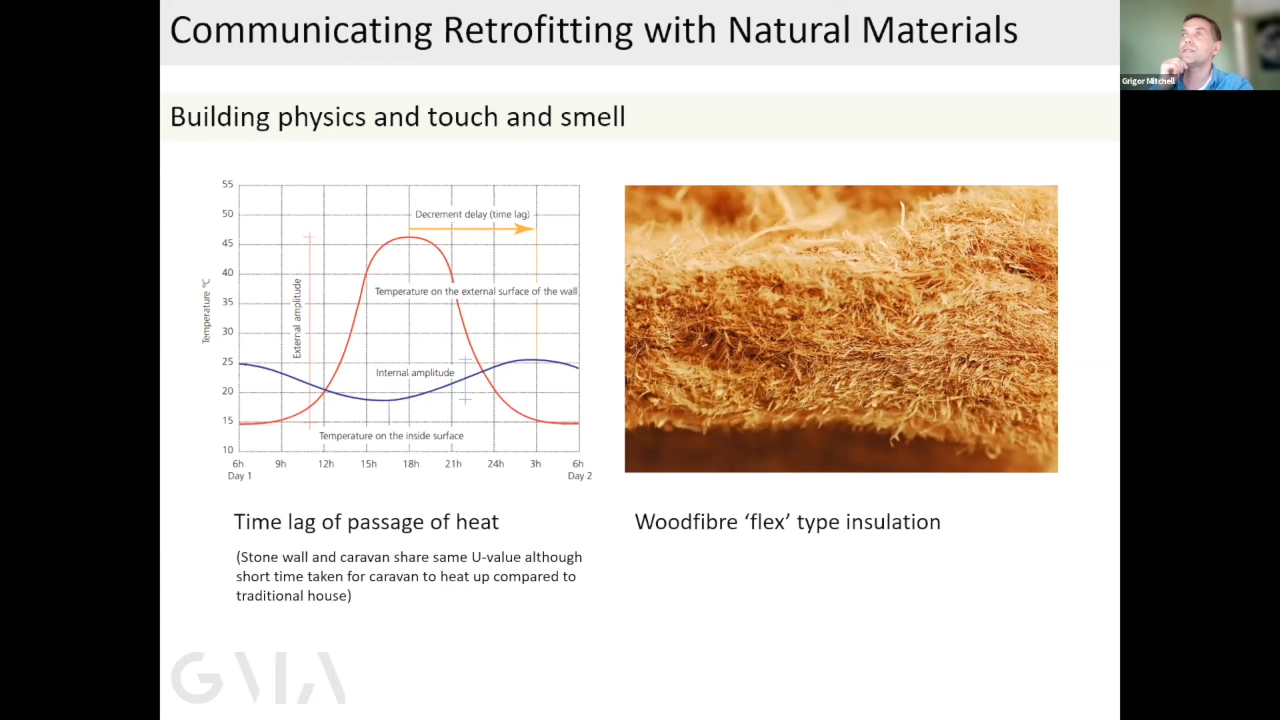 Communicating Retrofitting with Natural Materials
Grigor Mitchell
Building physics and touch and smell
55
50
45
40
35
30
25
20
15
10
Temperature °C
External amplitude
Decrement delay (time lag)
Temperature on the external surface of the wall
Internal amplitude
Temperature on the inside surface
6h 9h 12h 15h 18h 21h 24h 3h 6h
Day 1 Day 2
Time lag of passage of heat
(Stone wall and caravan share same U-value although
short time taken for caravan to heat up compared to
traditional house)
Woodfibre ‘flex’ type insulation
GAIA